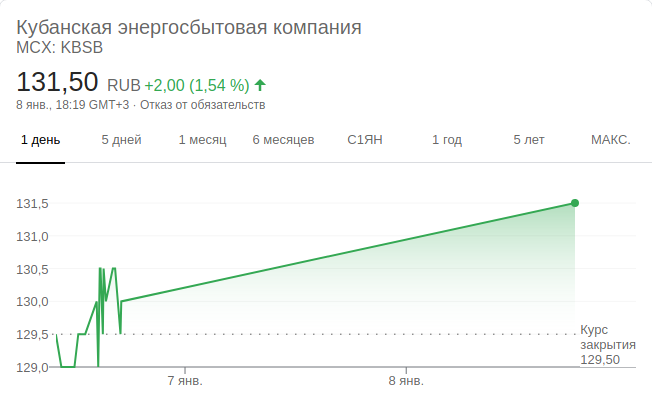 Кубанская энергосбытовая компания
MCX: KBSB
131,50 RUB +2,00 (1,54 %)
8 янв., 18:19 GMT+3 · Отказ от обязательств
1 день 5 дней 1 месяц 6 месяцев С1ЯН 1 год 5 лет МАКС.
131,5
131,0
130,5
130,0
129,5
Курс
закрытия
129,50
129,0
7 янв. 8 янв.